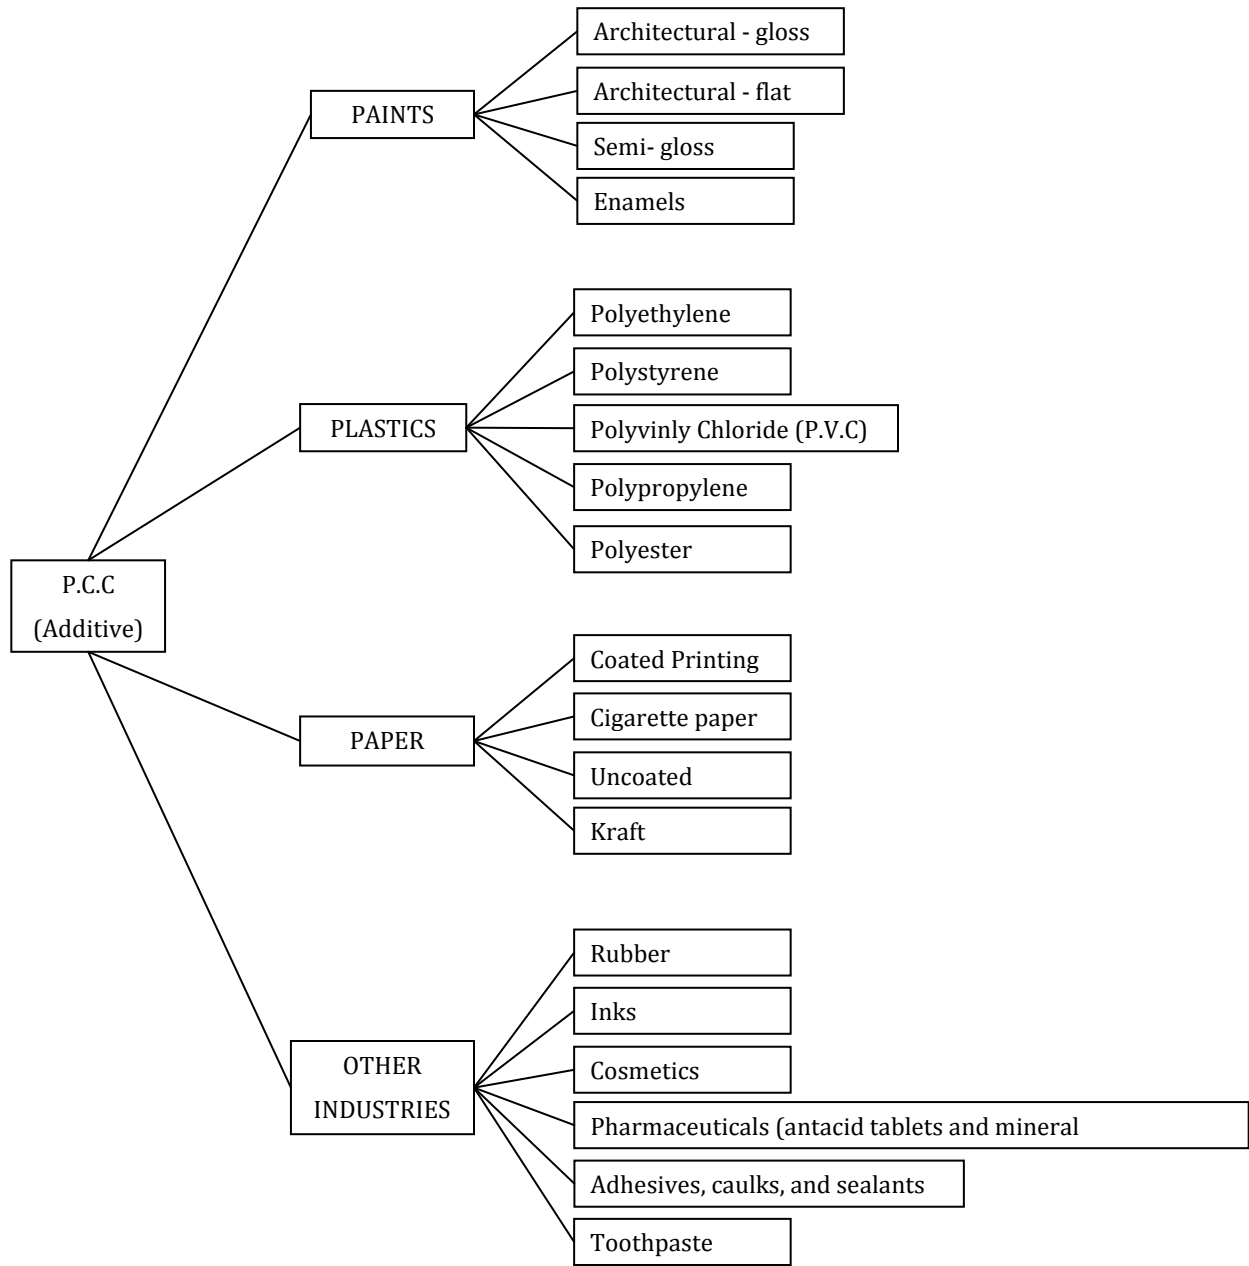 Architectural - gloss
Architectural - flat
PAINTS
Semi- gloss
Enamels
Polyethylene
Polystyrene
PLASTICS
Polyvinly Chloride (P.V.C)
Polypropylene
Polyester
P.C.C
(Additive)
Coated Printing
Cigarette paper
PAPER
Uncoated
Kraft
Rubber
Inks
OTHER
INDUSTRIES
Cosmetics
Pharmaceuticals (antacid tablets and mineral
Adhesives, caulks, and sealants
Toothpaste